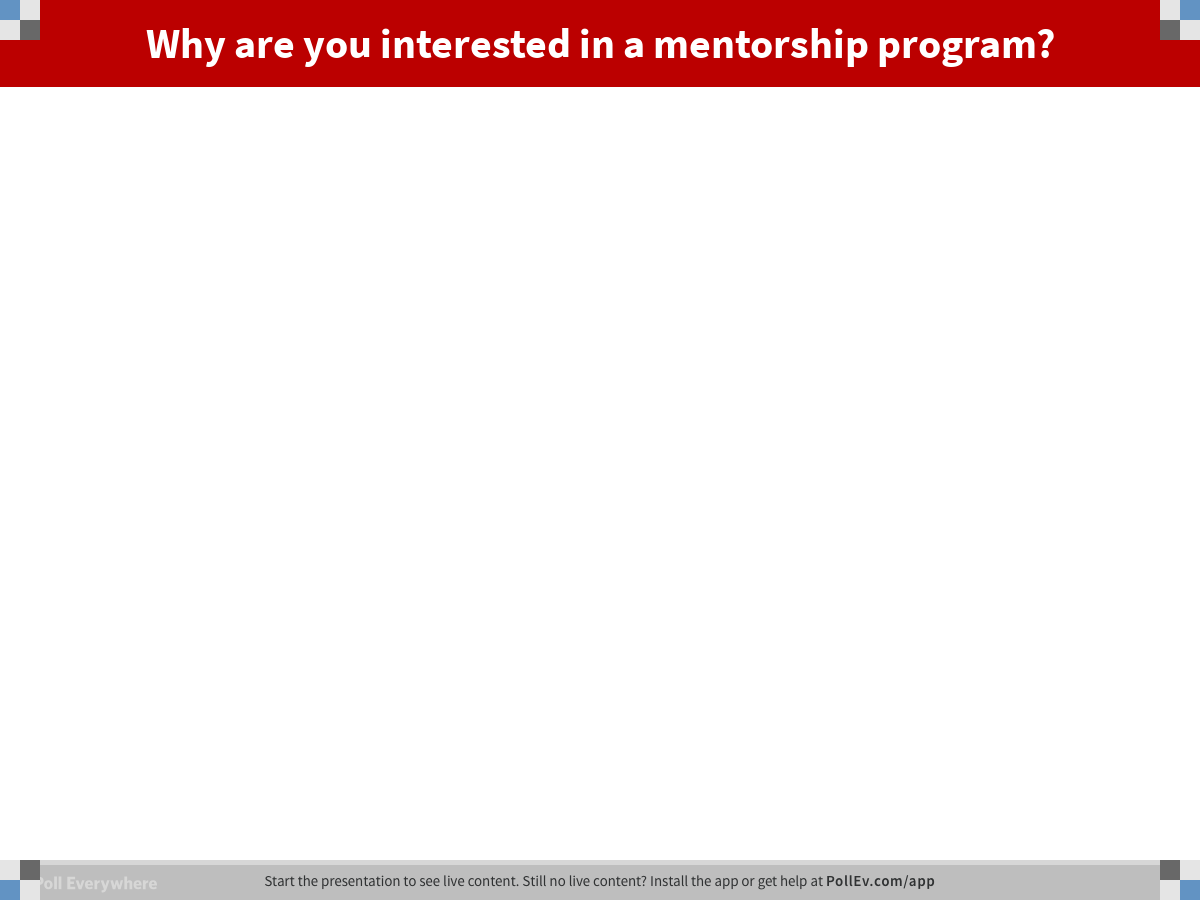 Why are you interested in a mentorship program?
Poll Everywhere
Start the presentation to see live content. Still no live content? Install the app or get help at PollEv.com/app